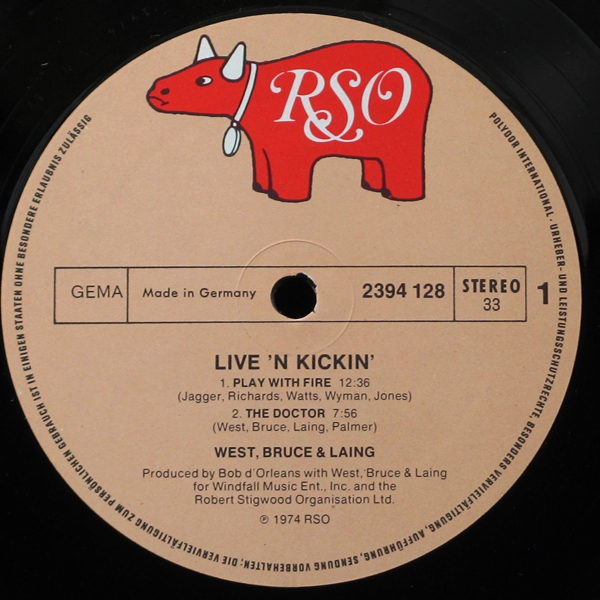 RSO
GEMA
Made in Germany
2394 128
STEREO
33
1
LIVE 'N KICKIN'
1. PLAY WITH FIRE 12:36
(Jagger, Richards, Watts, Wyman, Jones)
2. THE DOCTOR 7:56
(West, Bruce, Laing, Palmer)
WEST, BRUCE & LAING
Produced by Bob d'Orleans with West, Bruce & Laing
for Windfall Music Ent., Inc. and the
Robert Stigwood Organisation Ltd.
℗ 1974 RSO
POLYDOR INTERNATIONAL · URHEBER- UND LEISTUNGSSCHUTZRECHTE, BESONDERS VERVIELFÄLTIGUNG, AUFFÜHRUNG, SENDUNG VORBEHALTEN; DIE VERVIELFÄLTIGUNG ZUM PERSÖNLICHEN GEBRAUCH IST IN EINIGEN STAATEN OHNE BESONDERE ERLAUBNIS ZULÄSSIG